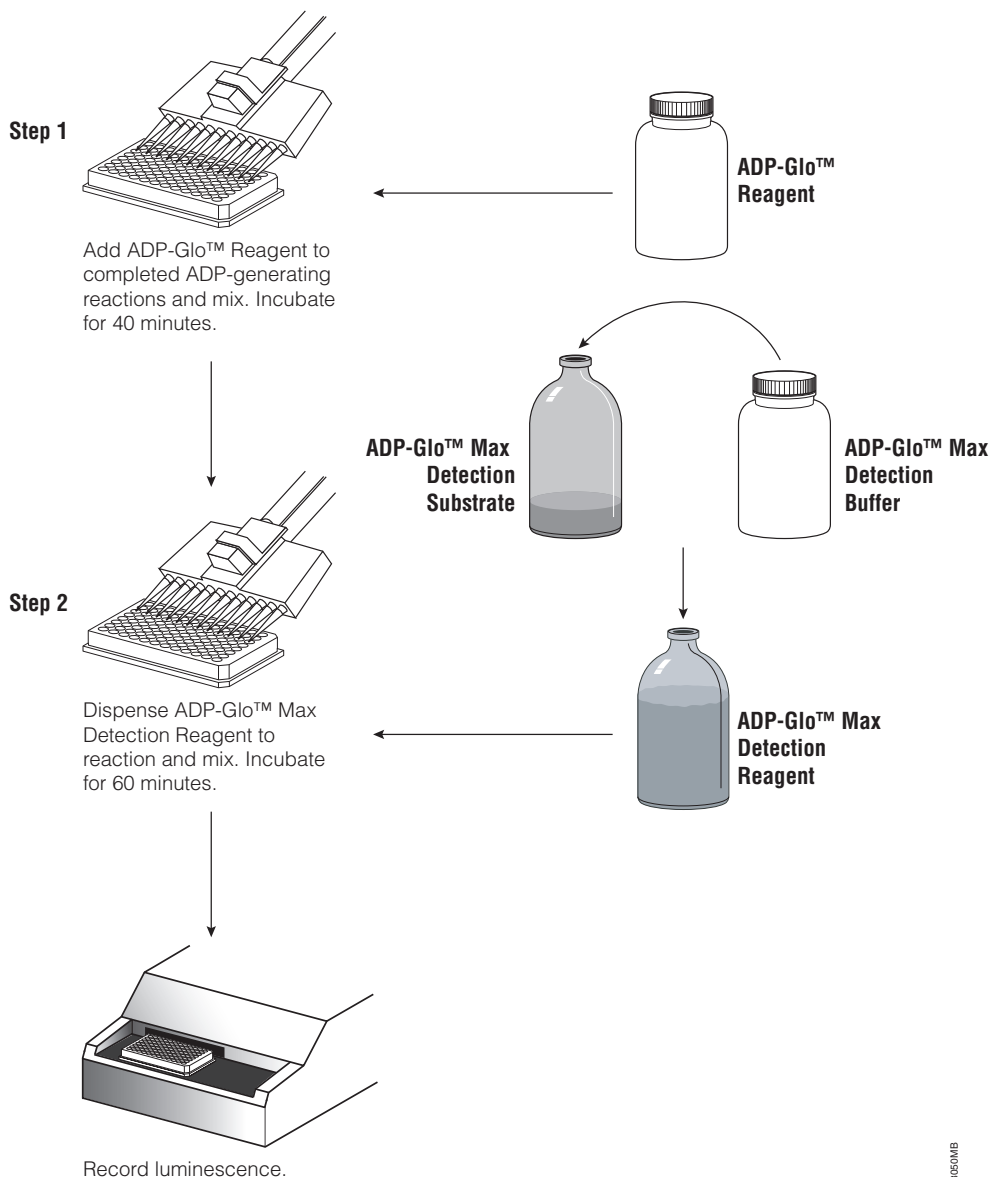 Step 1
ADP-Glo™
Reagent
Add ADP-Glo™ Reagent to
completed ADP-generating
reactions and mix. Incubate
for 40 minutes.
ADP-Glo™ Max
Detection
Substrate
ADP-Glo™ Max
Detection
Buffer
Step 2
Dispense ADP-Glo™ Max
Detection Reagent to
reaction and mix. Incubate
for 60 minutes.
ADP-Glo™ Max
Detection
Reagent
Record luminescence.